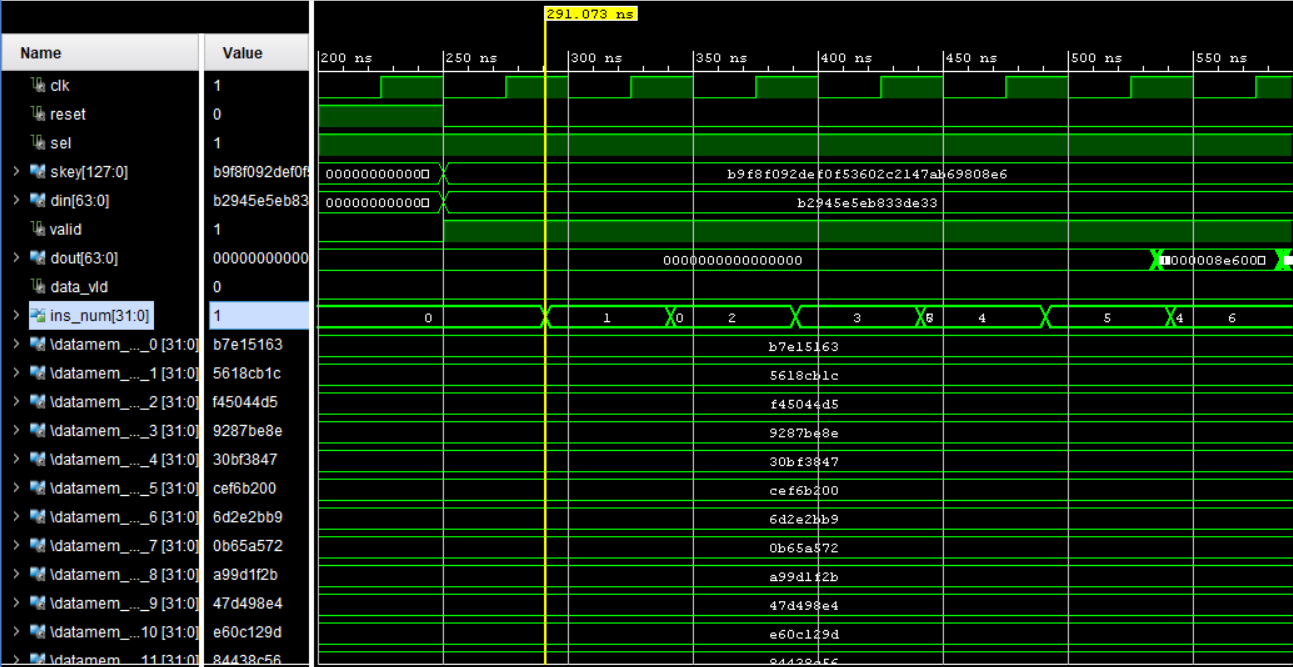 291.073 ns
Name Value 200 ns 250 ns 300 ns 350 ns 400 ns 450 ns 500 ns 550 ns
clk 1
reset 0
sel 1
skey[127:0] b9f8f092def0f5 000000000000 b9f8f092def0f53602c2147ab69808e6
din[63:0] b2945e5eb83 000000000000 b2945e5eb833de33
valid 1
dout[63:0] 00000000000 0000000000000000 000008e600
data_vld 0
ins_num[31:0] 1 0 1 0 2 3 4 5 4 6
\datamem_..._0 [31:0] b7e15163 b7e15163
\datamem_..._1 [31:0] 5618cb1c 5618cb1c
\datamem_..._2 [31:0] f45044d5 f45044d5
\datamem_..._3 [31:0] 9287be8e 9287be8e
\datamem_..._4 [31:0] 30bf3847 30bf3847
\datamem_..._5 [31:0] cef6b200 cef6b200
\datamem_..._6 [31:0] 6d2e2bb9 6d2e2bb9
\datamem_..._7 [31:0] 0b65a572 0b65a572
\datamem_..._8 [31:0] a99d1f2b a99d1f2b
\datamem_..._9 [31:0] 47d498e4 47d498e4
\datamem_...10 [31:0] e60c129d e60c129d
\datamem_...11 [31:0] 84438c56 84438c56